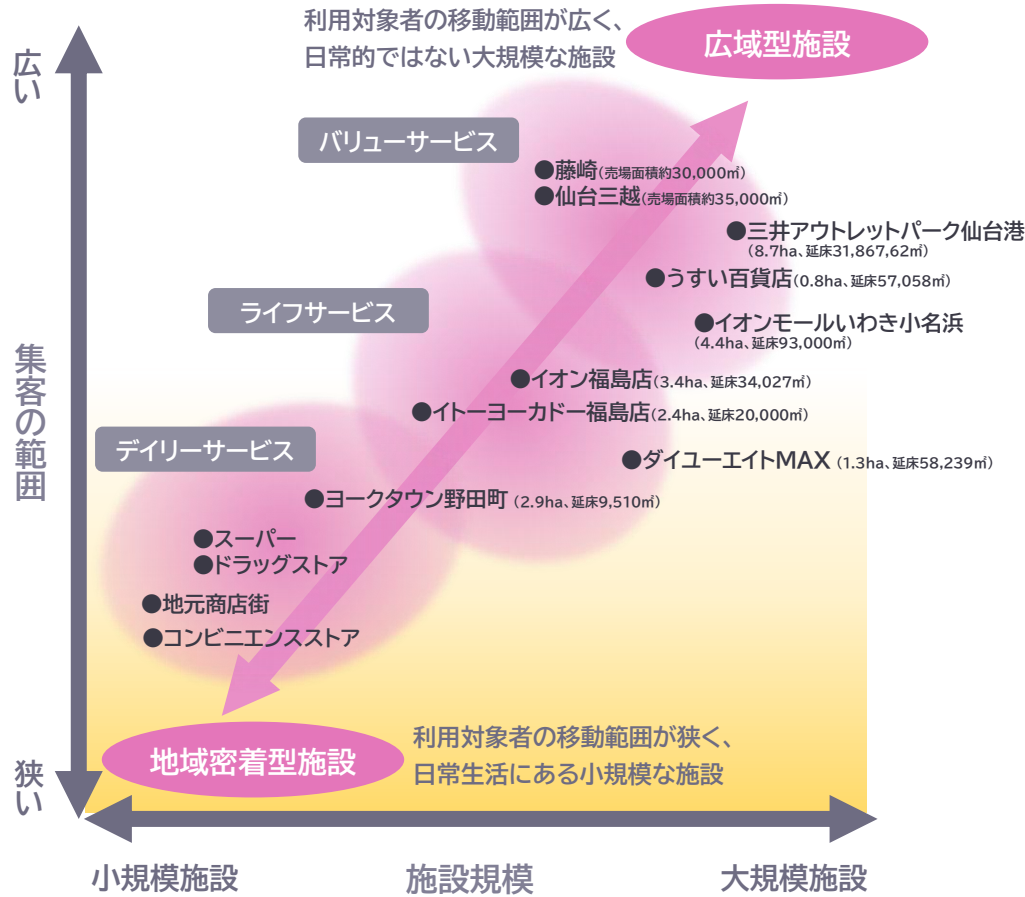 利用対象者の移動範囲が広く、
日常的ではない大規模な施設
広域型施設
広い
バリューサービス
●藤崎(売場面積約30,000㎡)
●仙台三越(売場面積約35,000㎡)
●三井アウトレットパーク仙台港
(8.7ha、延床31,867,62㎡)
●うすい百貨店(0.8ha、延床57,058㎡)
ライフサービス
●イオンモールいわき小名浜
(4.4ha、延床93,000㎡)
集客の範囲
●イオン福島店(3.4ha、延床34,027㎡)
●イトーヨーカドー福島店(2.4ha、延床20,000㎡)
デイリーサービス
●ダイユーエイトMAX (1.3ha、延床58,239㎡)
●ヨークタウン野田町 (2.9ha、延床9,510㎡)
●スーパー
●ドラッグストア
●地元商店街
●コンビニエンスストア
地域密着型施設
利用対象者の移動範囲が狭く、
日常生活にある小規模な施設
狭い
小規模施設
施設規模
大規模施設